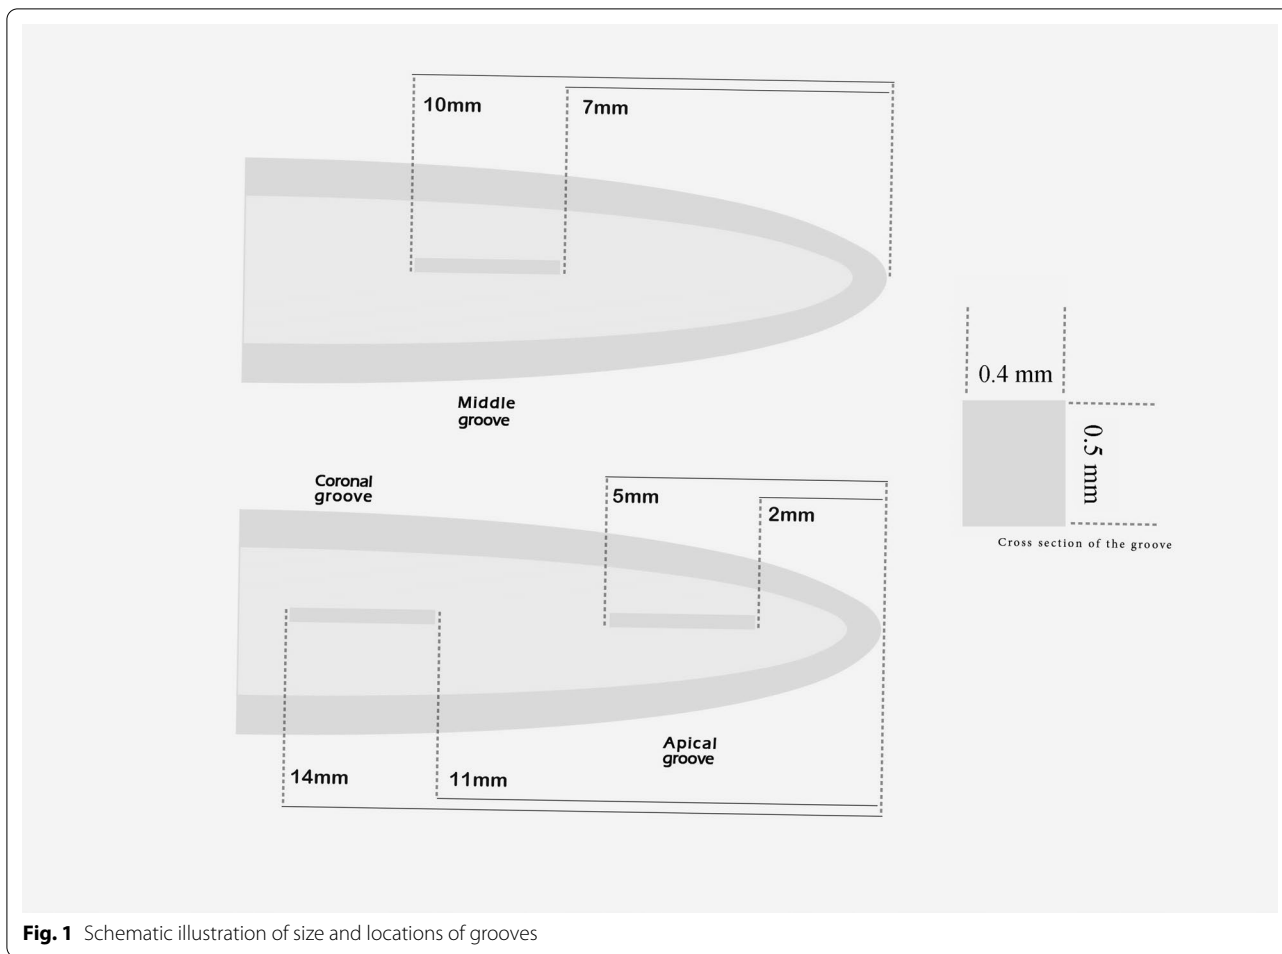 10mm
7mm
Middle
groove
Coronal
groove
5mm
2mm
0.4 mm
0.5 mm
Cross section of the groove
Apical
groove
14mm
11mm
Fig. 1 Schematic illustration of size and locations of grooves